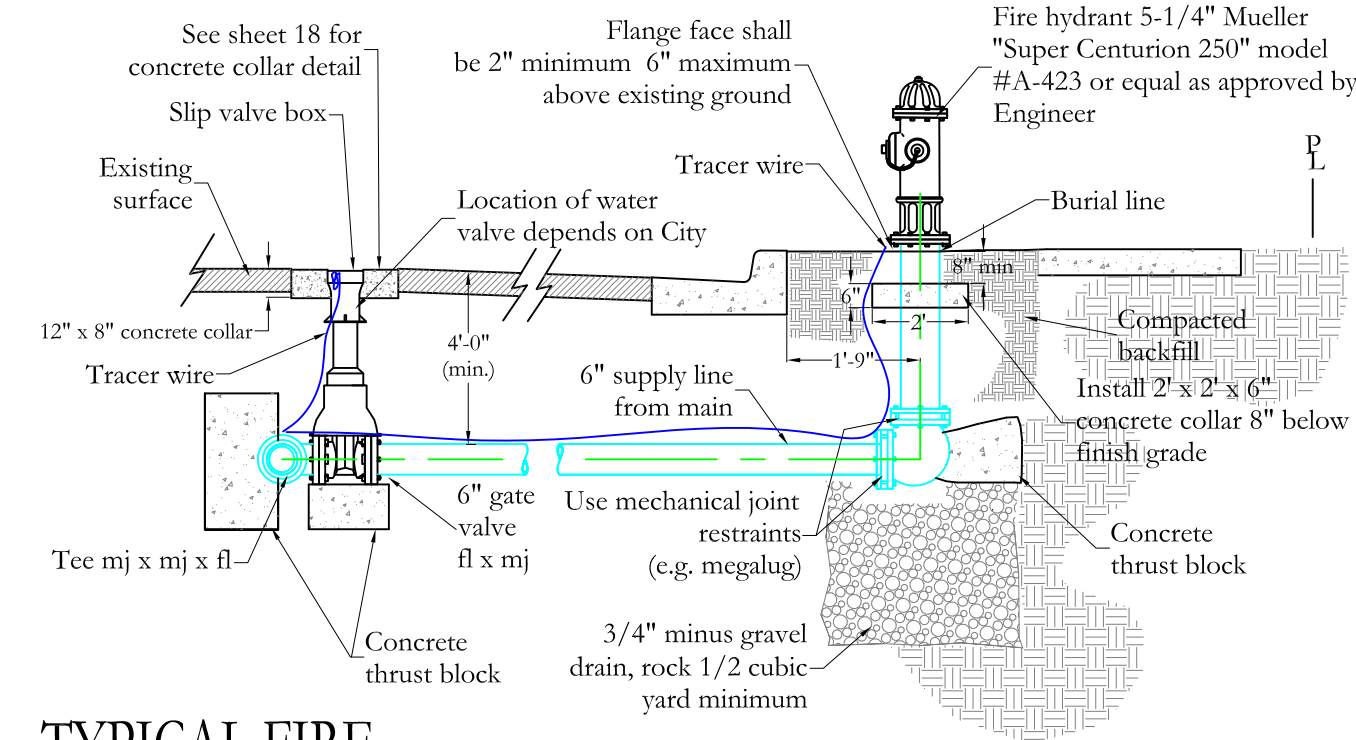 See sheet 18 for
concrete collar detail
Slip valve box
Existing
surface
Flange face shall
be 2" minimum 6" maximum
above existing ground
Fire hydrant 5-1/4" Mueller
"Super Centurion 250" model
#A-423 or equal as approved by
Engineer
PL
Tracer wire
Location of water
valve depends on City
Burial line
8" min
6"
2'
1'-9"
12" x 8" concrete collar
Tracer wire
4'-0"
(min.)
6" supply line
from main
Compacted
backfill
Install 2' x 2' x 6"
concrete collar 8" below
finish grade
6" gate
valve
fl x mj
Use mechanical joint
restraints
(e.g. megalug)
Concrete
thrust block
Tee mj x mj x fl
Concrete
thrust block
3/4" minus gravel
drain, rock 1/2 cubic
yard minimum
TYPICAL FIRE